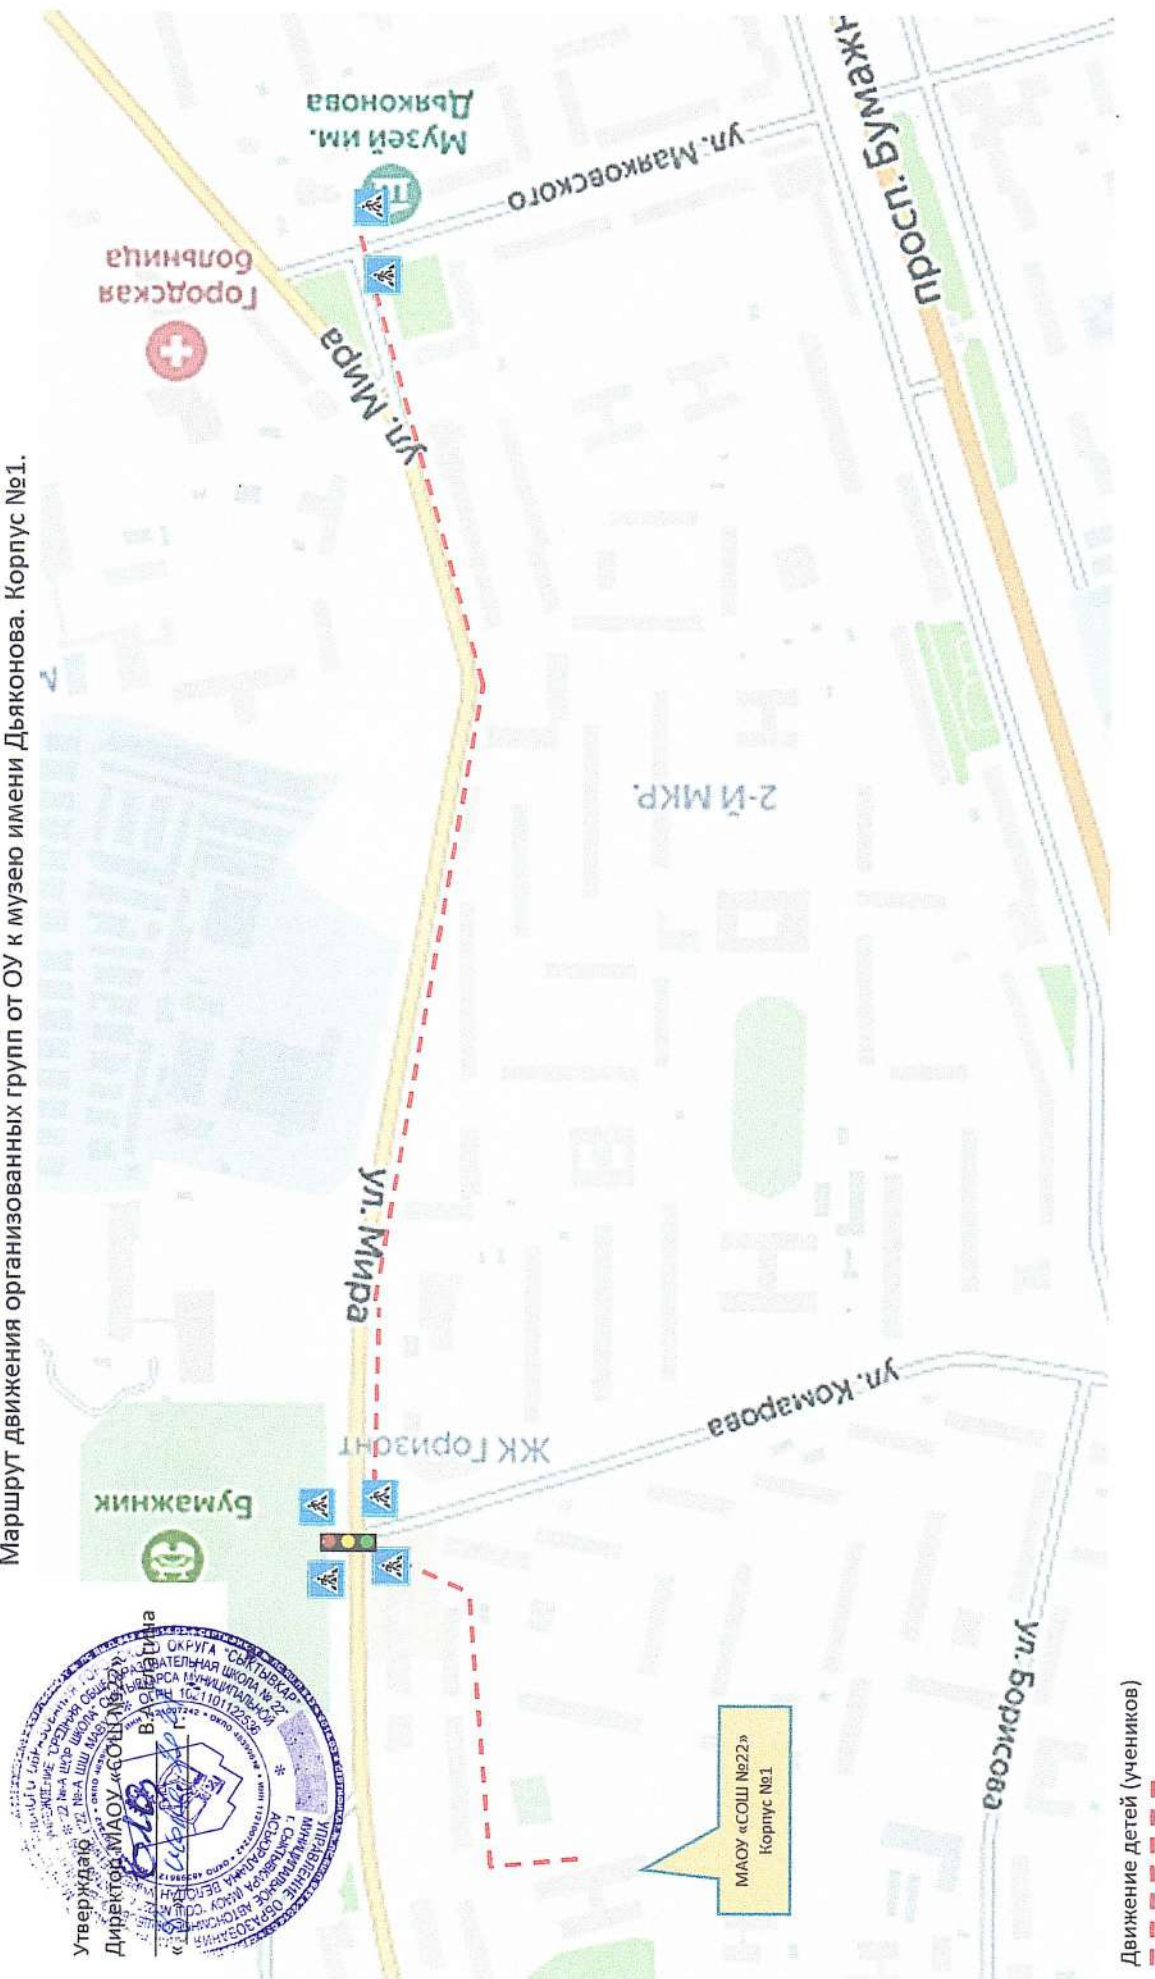 Маршрут движения организованных групп от ОУ к музею имени Дьяконова. Корпус №1.
Утверждаю
Директор МАОУ «СОШ №22»
Музей им.
Дьяконова
Городская
больница
ул. Мира
ул. Маяковского
просп. Бумажн
2-Й МКР.
ул. Мира
ЖК Горизонт
Бумажник
ул. Комарова
ул. Борисова
МАОУ «СОШ №22»
Корпус №1
Движение детей (учеников)